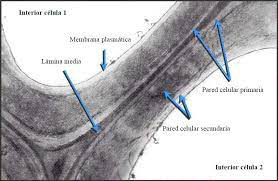 Interior célula 1
Membrana plasmática
Lámina media
Pared celular primaria
Pared celular secundaria
Interior célula 2